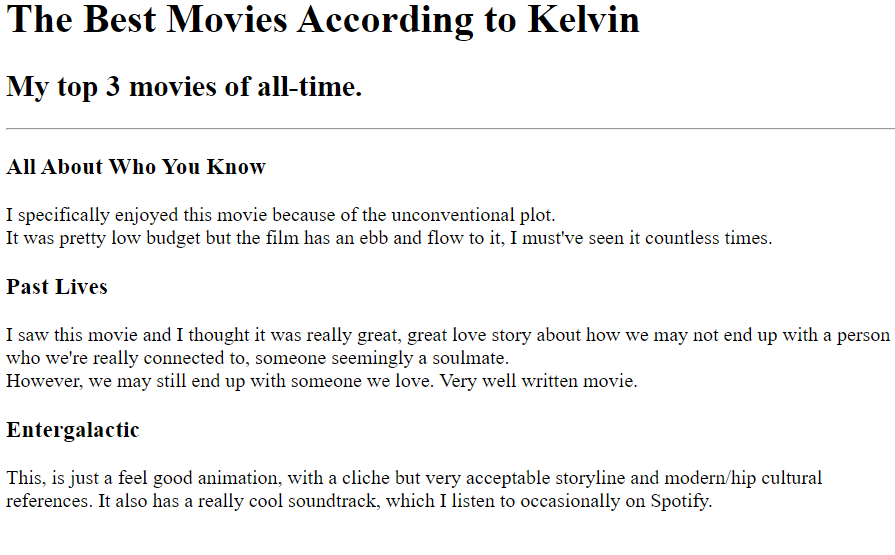 The Best Movies According to Kelvin
My top 3 movies of all-time.
All About Who You Know
I specifically enjoyed this movie because of the unconventional plot.
It was pretty low budget but the film has an ebb and flow to it, I must've seen it countless times.
Past Lives
I saw this movie and I thought it was really great, great love story about how we may not end up with a person
who we're really connected to, someone seemingly a soulmate.
However, we may still end up with someone we love. Very well written movie.
Entergalactic
This, is just a feel good animation, with a cliche but very acceptable storyline and modern/hip cultural
references. It also has a really cool soundtrack, which I listen to occasionally on Spotify.